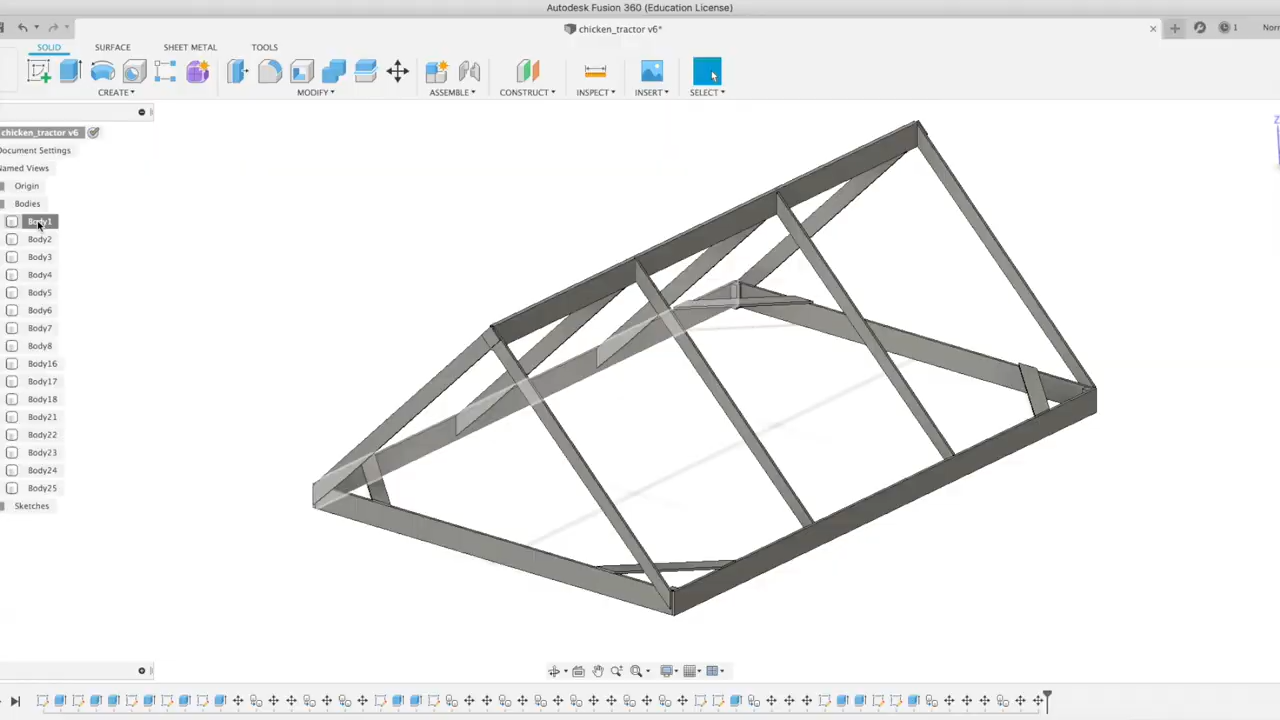 Autodesk Fusion 360 (Education License)
chicken_tractor v6*
1
SOLID SURFACE SHEET METAL TOOLS
CREATE MODIFY ASSEMBLE CONSTRUCT INSPECT INSERT SELECT
chicken_tractor v6
Document Settings
Named Views
Origin
Bodies
Body1
Body2
Body3
Body4
Body5
Body6
Body7
Body8
Body16
Body17
Body18
Body21
Body22
Body23
Body24
Body25
Sketches
Z